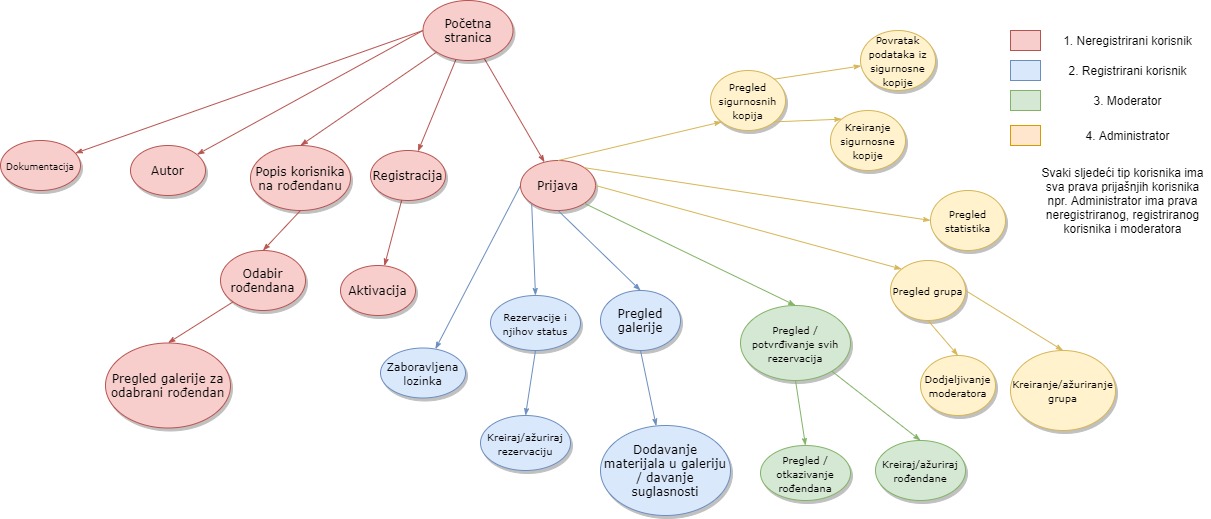 Početna
stranica
Dokumentacija
Autor
Popis korisnika
na rođendanu
Registracija
Prijava
Odabir
rođendana
Aktivacija
Pregled galerije za
odabrani rođendan
Zaboravljena
lozinka
Rezervacije i
njihov status
Kreiraj/ažuriraj
rezervaciju
Pregled
galerije
Dodavanje
materijala u galeriju
/ davanje
suglasnosti
Pregled /
potvrđivanje svih
rezervacija
Pregled /
otkazivanje
rođendana
Kreiraj/ažuriraj
rođendane
Pregled
sigurnosnih
kopija
Povratak
podataka iz
sigurnosne
kopije
Kreiranje
sigurnosne
kopije
Pregled
statistika
Pregled grupa
Dodjeljivanje
moderatora
Kreiranje/ažuriranje
grupa
1. Neregistrirani korisnik
2. Registrirani korisnik
3. Moderator
4. Administrator
Svaki sljedeći tip korisnika ima
sva prava prijašnjih korisnika
npr. Administrator ima prava
neregistriranog, registriranog
korisnika i moderatora